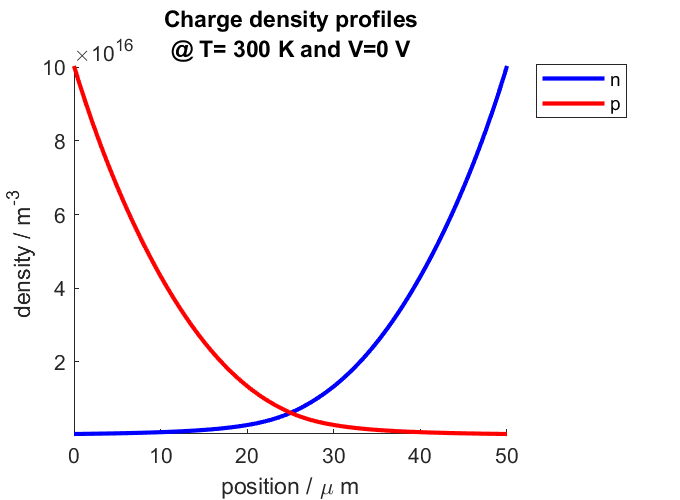 Charge density profiles
@ T= 300 K and V=0 V
×10^16
10
8
6
4
2
density / m^-3
0
10
20
30
40
50
position / μ m
n
p